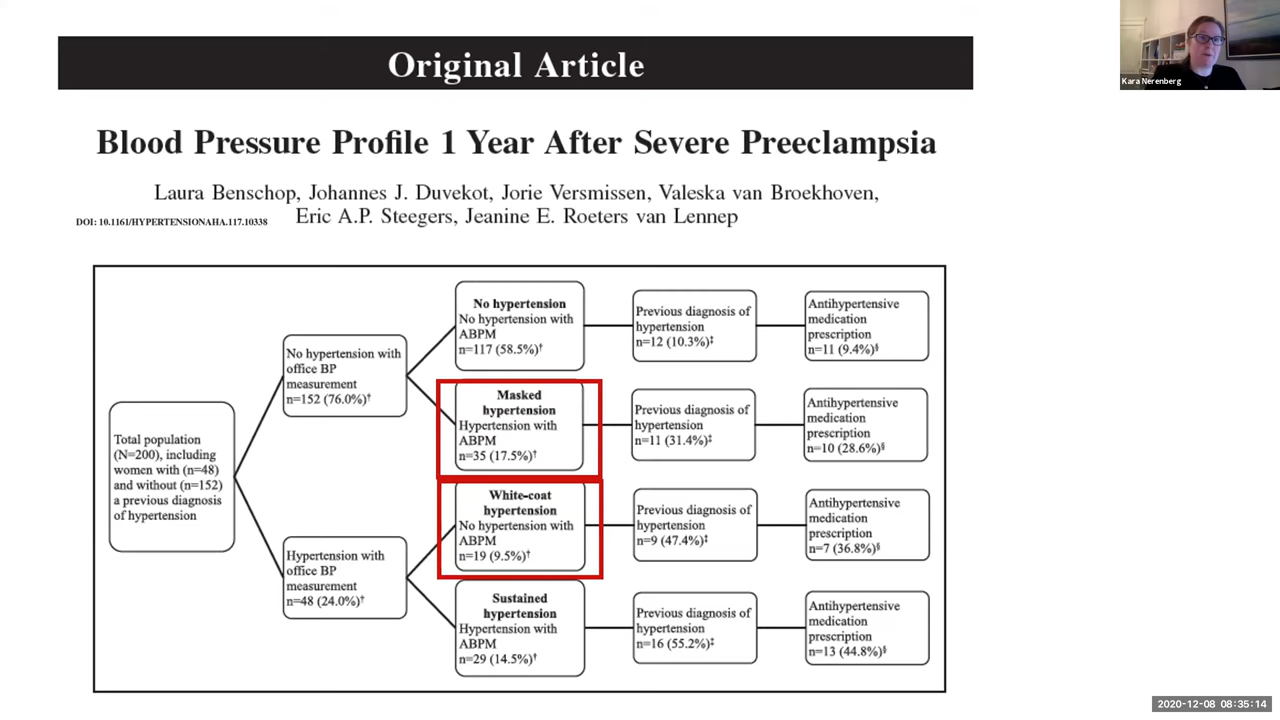 Original Article
Kara Nerenberg
Blood Pressure Profile 1 Year After Severe Preeclampsia
Laura Benschop, Johannes J. Duvekot, Jorie Versmissen, Valeska van Broekhoven,
DOI: 10.1161/HYPERTENSIONAHA.117.10338
Eric A.P. Steegers, Jeanine E. Roeters van Lennep
Total population
(N=200), including
women with (n=48)
and without (n=152)
a previous diagnosis
of hypertension
No hypertension with
office BP
measurement
n=152 (76.0%)†
Hypertension with
office BP
measurement
n=48 (24.0%)†
No hypertension
No hypertension with
ABPM
n=117 (58.5%)†
Previous diagnosis of
hypertension
n=12 (10.3%)‡
Antihypertensive
medication
prescription
n=11 (9.4%)§
Masked
hypertension
Hypertension with
ABPM
n=35 (17.5%)†
Previous diagnosis of
hypertension
n=11 (31.4%)‡
Antihypertensive
medication
prescription
n=10 (28.6%)§
White-coat
hypertension
No hypertension with
ABPM
n=19 (9.5%)†
Previous diagnosis of
hypertension
n=9 (47.4%)‡
Antihypertensive
medication
prescription
n=7 (36.8%)§
Sustained
hypertension
Hypertension with
ABPM
n=29 (14.5%)†
Previous diagnosis of
hypertension
n=16 (55.2%)‡
Antihypertensive
medication
prescription
n=13 (44.8%)§
2020-12-08 08:35:14